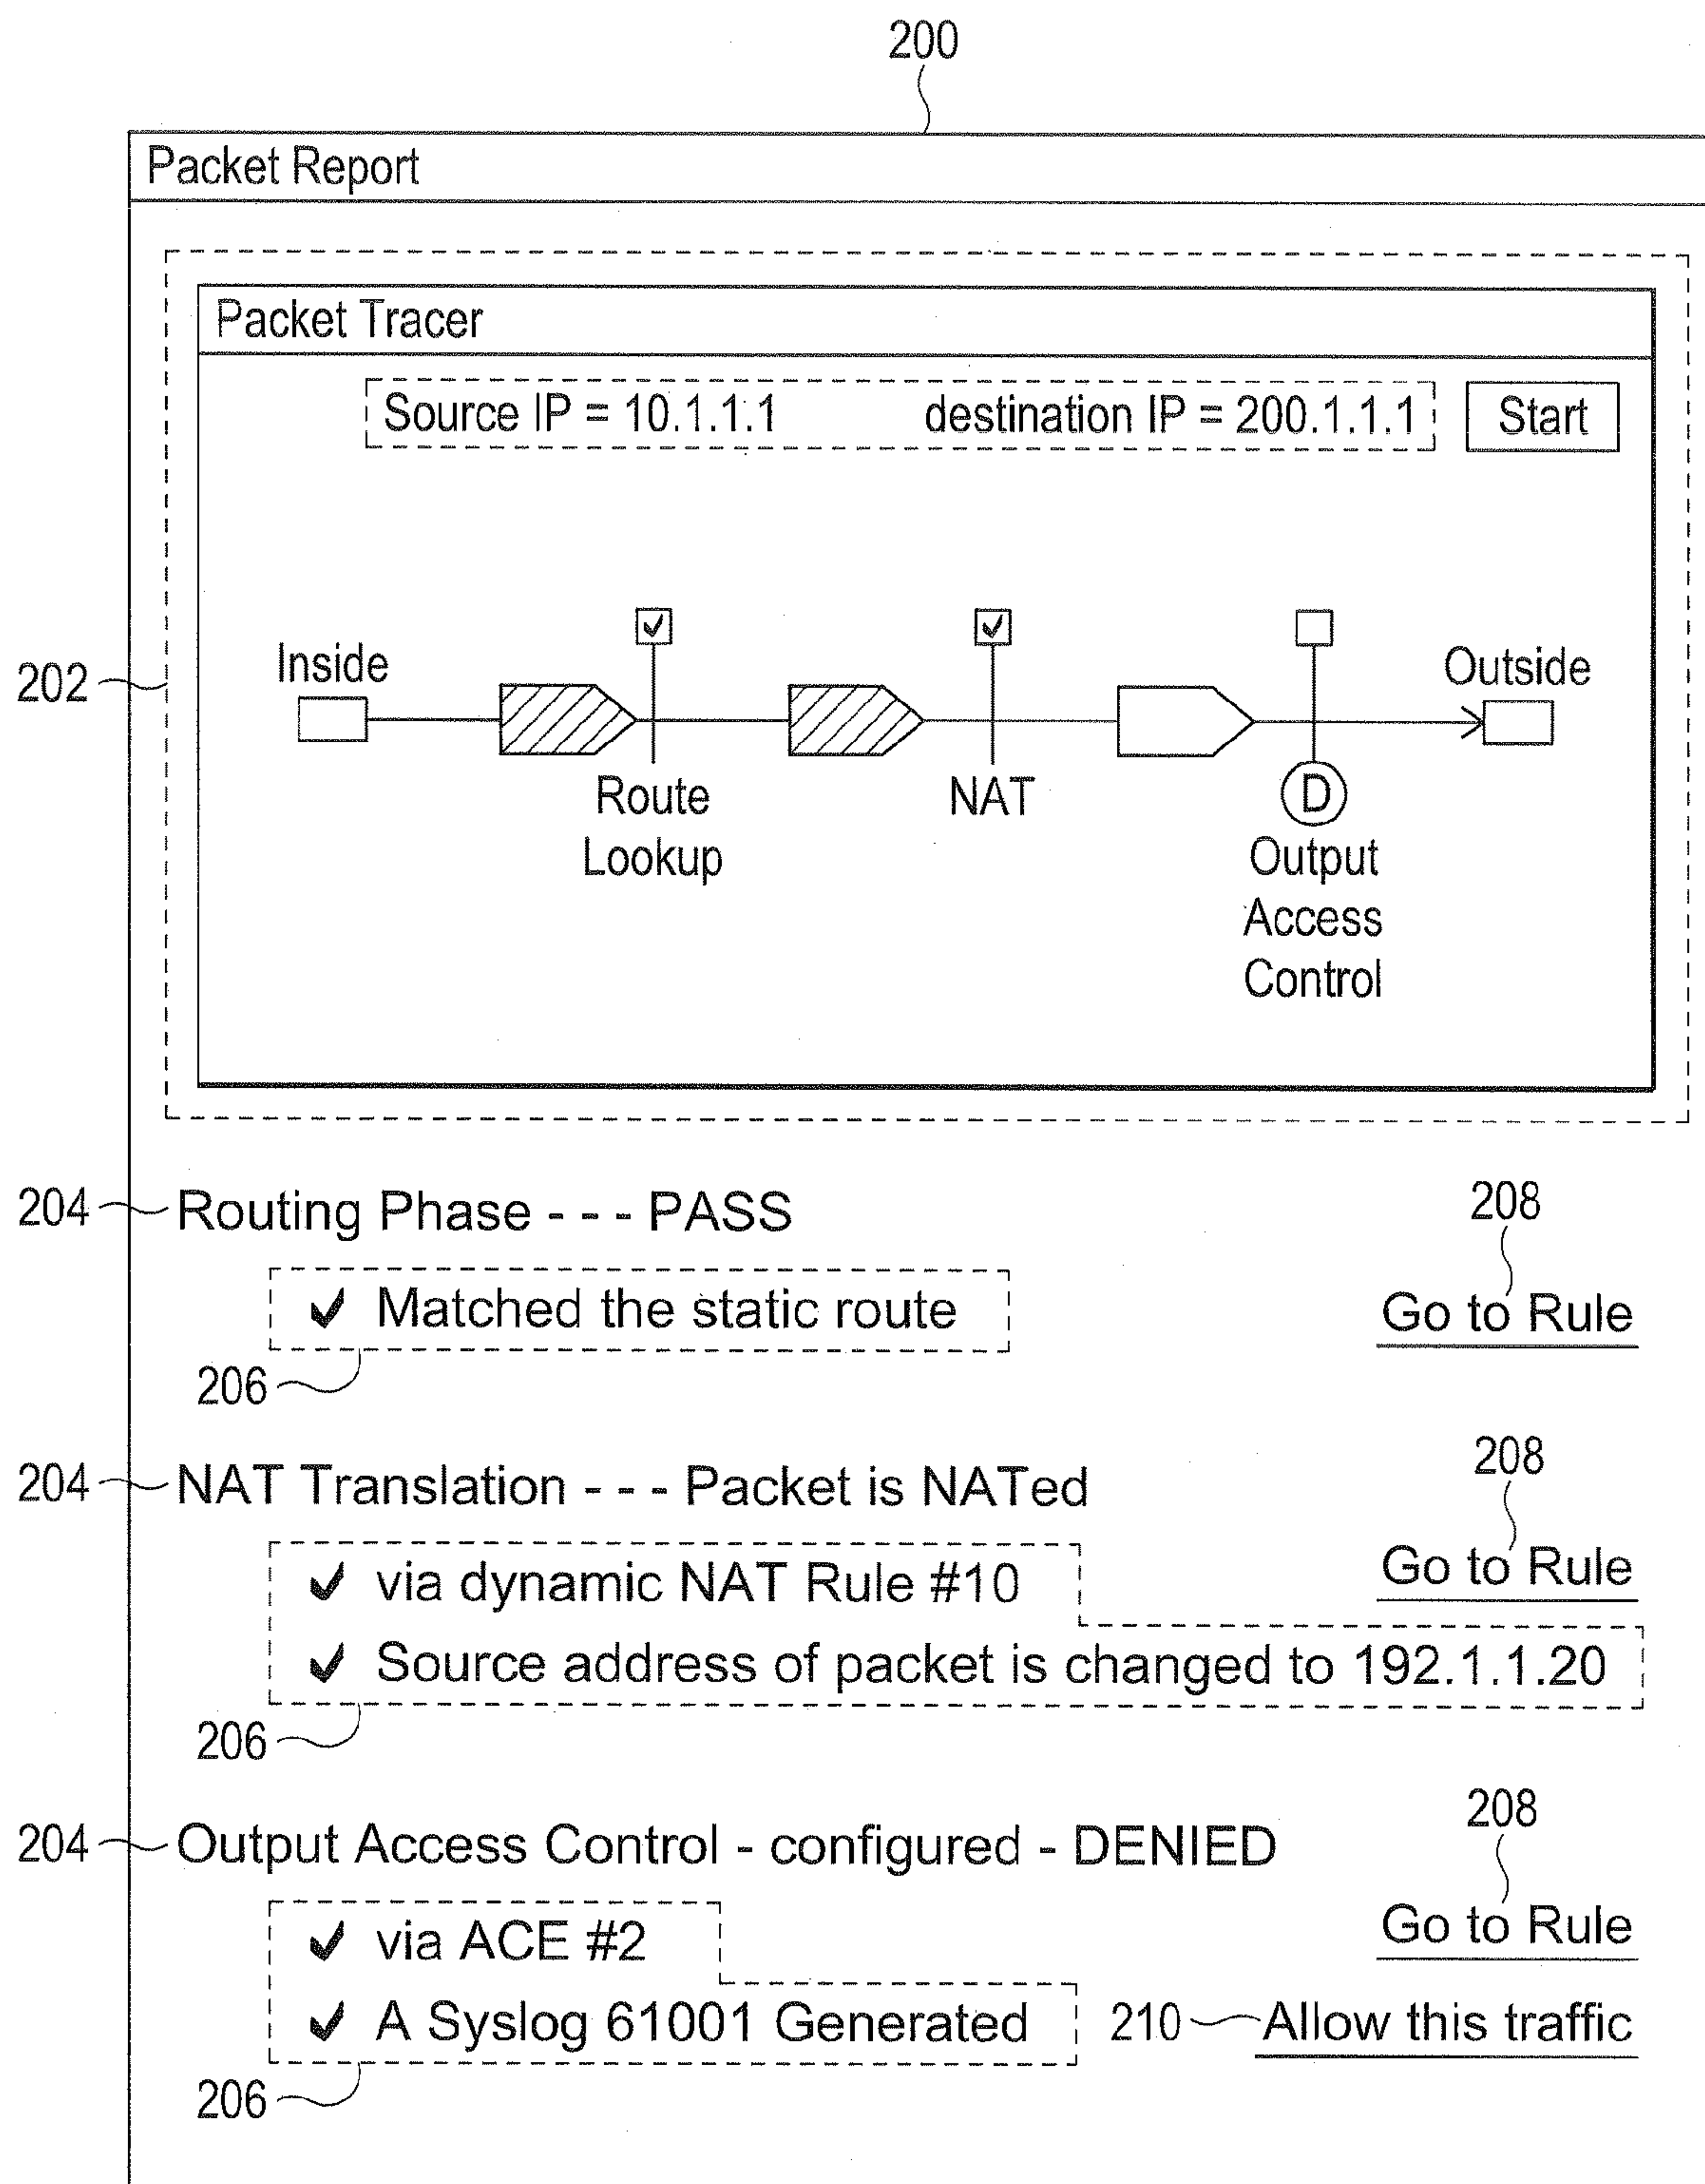 200
Packet Report
Packet Tracer
Source IP = 10.1.1.1 destination IP = 200.1.1.1 Start
202
Inside
Outside
Route
Lookup
NAT
D
Output
Access
Control
204 Routing Phase - - - PASS
208
Matched the static route
Go to Rule
206
204 NAT Translation - - - Packet is NATed
208
via dynamic NAT Rule #10
Go to Rule
Source address of packet is changed to 192.1.1.20
206
204 Output Access Control - configured - DENIED
208
via ACE #2
Go to Rule
A Syslog 61001 Generated
210 Allow this traffic
206